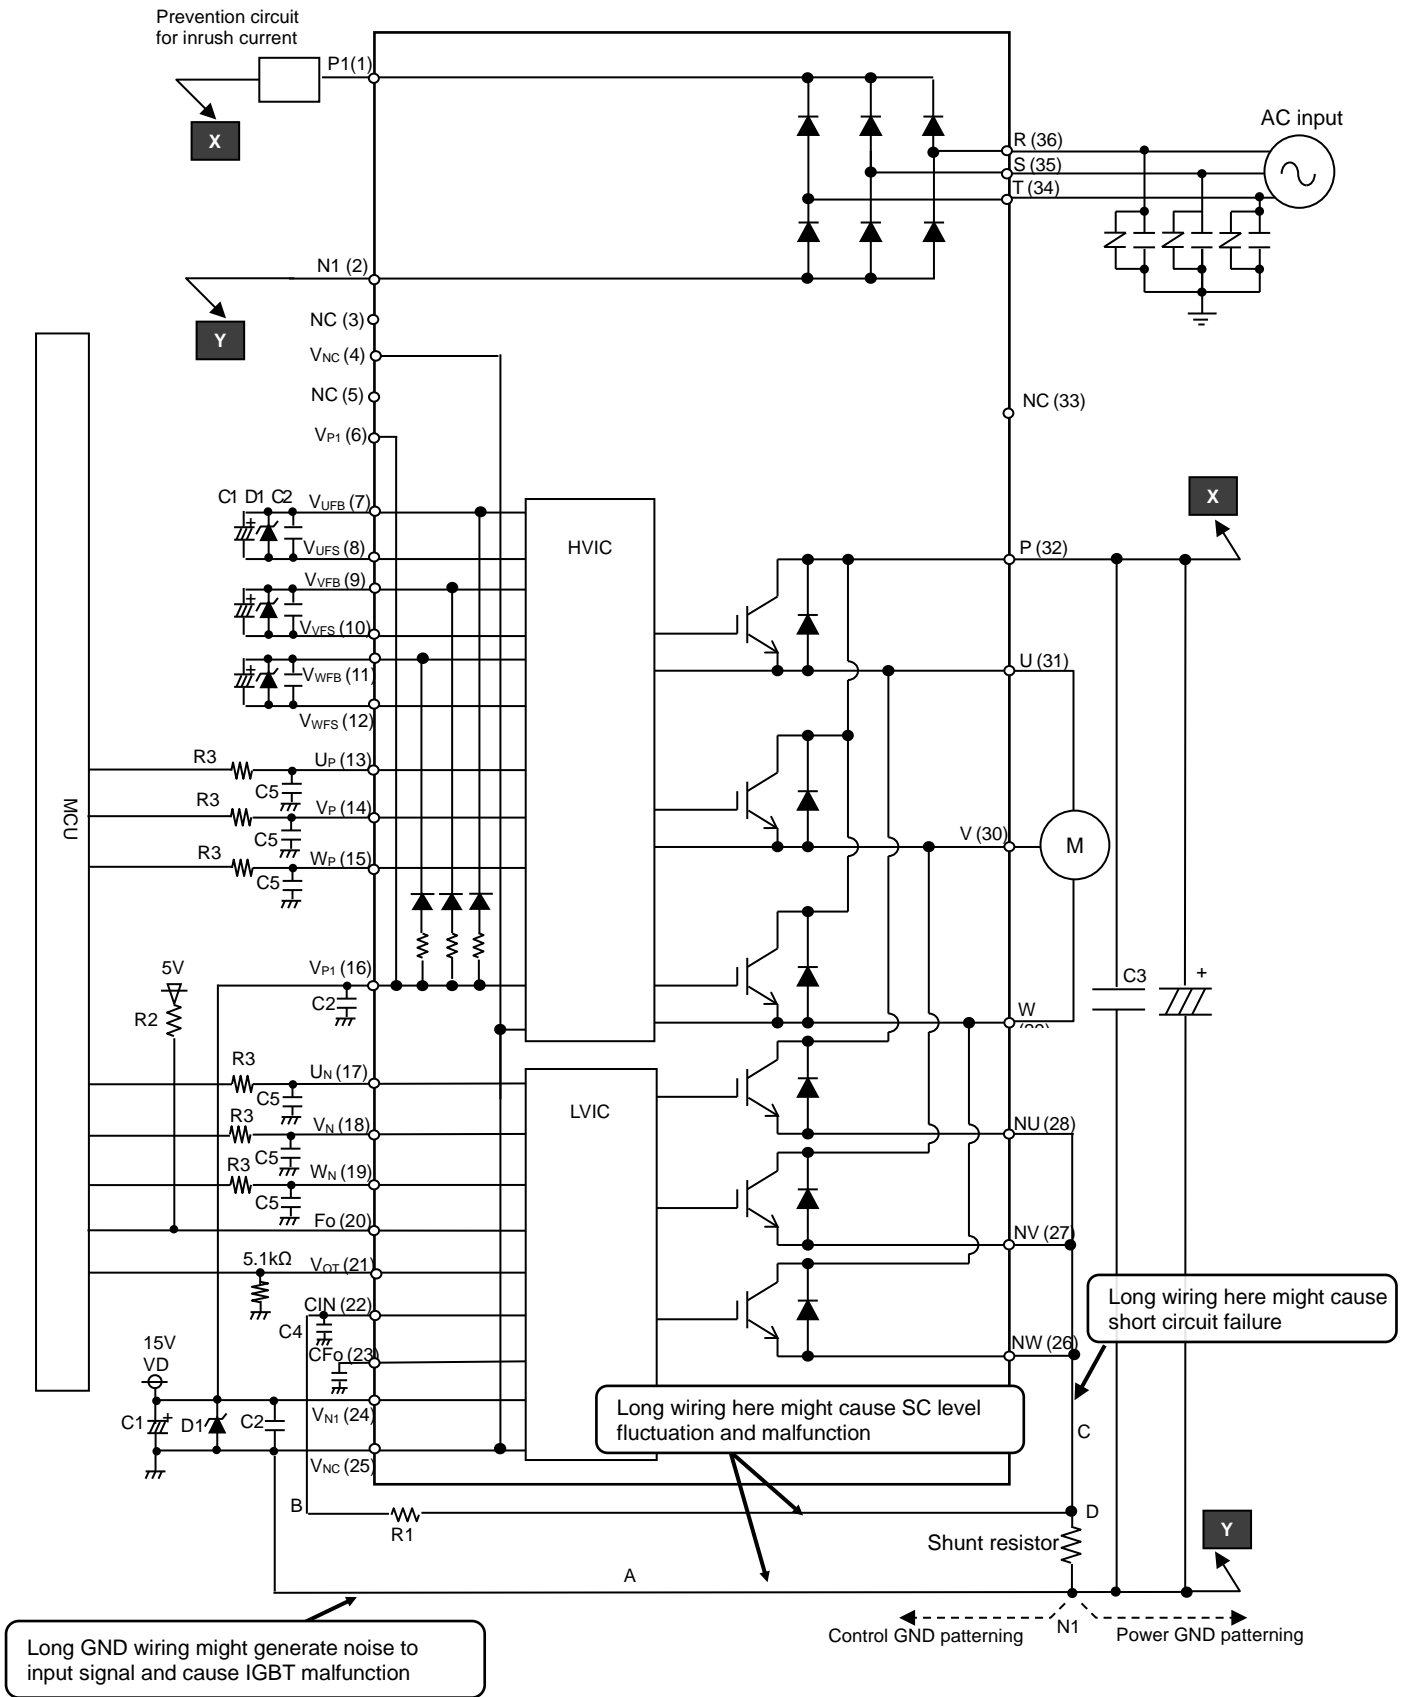 Prevention circuit
for inrush current
P1(1)
X
AC input
R (36)
S (35)
T (34)
N1 (2)
Y
NC (3)
VNC (4)
NC (5)
NC (33)
VP1 (6)
X
C1 D1 C2
VUFB (7)
HVIC
P (32)
VUFS (8)
VVFB (9)
VVFS (10)
U (31)
VWFB (11)
VWFS (12)
R3
UP (13)
C5
R3
VP (14)
C5
MCU
V (30)
M
R3
WP (15)
C5
5V
VP1 (16)
C2
R2
C3
+
W
R3
UN (17)
C5
LVIC
R3
VN (18)
C5
NU (28)
R3
WN (19)
C5
Fo (20)
NV (27)
5.1kΩ
VOT (21)
CIN (22)
C4
Long wiring here might cause
short circuit failure
15V
VD
CFo (23)
NW (26)
C1
+
D1
C2
VN1 (24)
Long wiring here might cause SC level
fluctuation and malfunction
C
VNC (25)
B
R1
D
Shunt resistor
Y
A
N1
Control GND patterning
Power GND patterning
Long GND wiring might generate noise to
input signal and cause IGBT malfunction